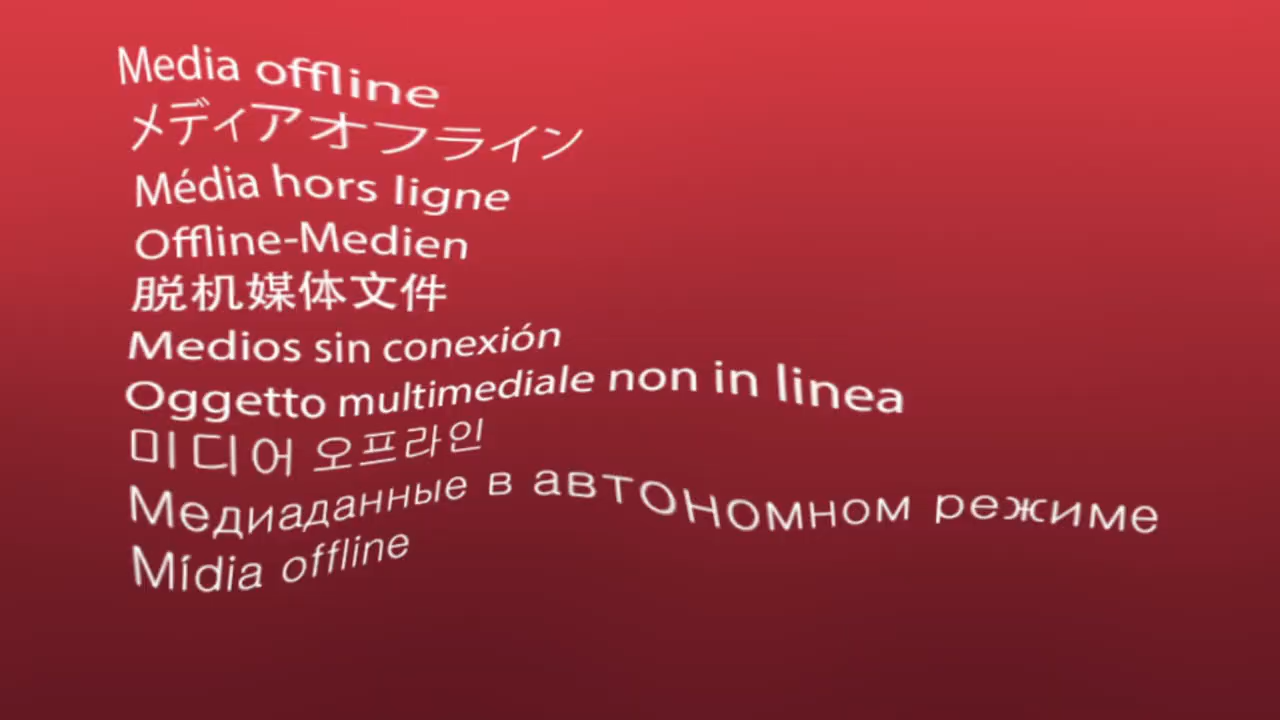 Media offline
メディアオフライン
Média hors ligne
Offline-Medien
脱机媒体文件
Medios sin conexión
Oggetto multimediale non in linea
미디어 오프라인
Медиаданные в автономном режиме
Mídia offline